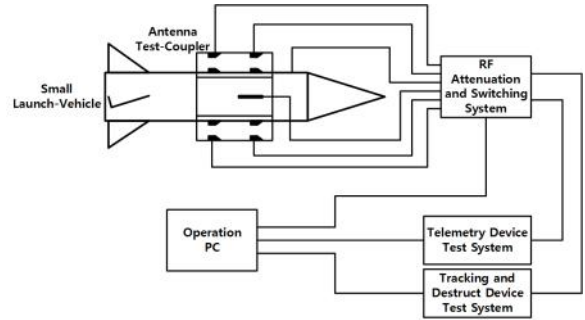 Antenna
Test-Coupler
Small
Launch-Vehicle
RF
Attenuation
and Switching
System
Operation
PC
Telemetry Device
Test System
Tracking and
Destruct Device
Test System